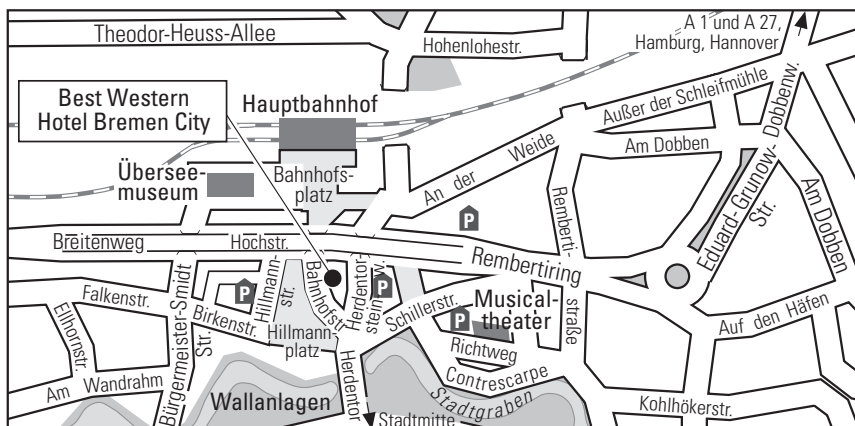 Theodor-Heuss-Allee
Hohenlohestr.
A 1 und A 27,
Hamburg, Hannover
Best Western
Hotel Bremen City
Hauptbahnhof
Außer der Schleifmühle
Dobbenw.
An der Weide
Am Dobben
Übersee-
museum
Bahnhofs-
platz
P
Am Dobben
Eduard-Grunow-
Str.
Breitenweg
Hochstr.
Rembertiring
Remberti-
straße
Falkenstr.
Birkenstr.
P
Hillmann-
str.
Bahnhofstr.
Herdentor-
steinw.
P
Schillerstr.
P
Musical-
theater
Auf den Häfen
Ellhornstr.
Bürgermeister-Smidt-
Str.
Hillmann-
platz
Richtweg
Am Wandrahm
Herdentor
Contrescarpe
Wallanlagen
Stadtgraben
Kohlhökerstr.
Stadtmitte